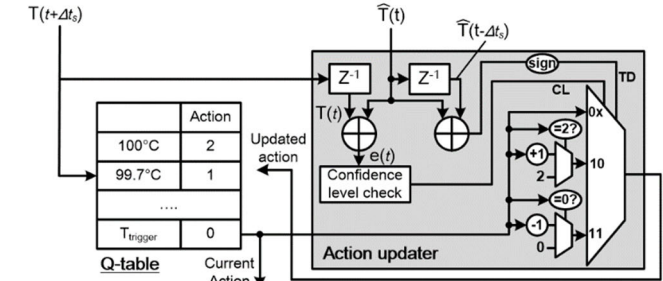 T(t+Δtₛ)
T̂(t)
T̂(t-Δtₛ)
sign
Z⁻¹
Z⁻¹
CL
TD
T(t)
0x
Action
=2?
100°C 2
Updated
action
e(t)
+1
10
99.7°C 1
Confidence
level check
2
....
=0?
-1
11
T_trigger 0
0
Q-table
Current
Action
Action updater